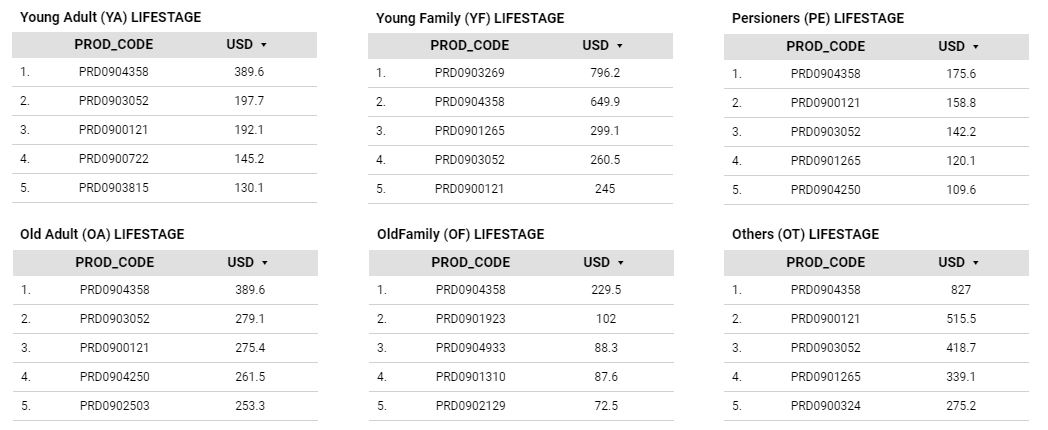 Young Adult (YA) LIFESTAGE
PROD_CODE USD
1. PRD0904358 389.6
2. PRD0903052 197.7
3. PRD0900121 192.1
4. PRD0900722 145.2
5. PRD0903815 130.1
Young Family (YF) LIFESTAGE
PROD_CODE USD
1. PRD0903269 796.2
2. PRD0904358 649.9
3. PRD0901265 299.1
4. PRD0903052 260.5
5. PRD0900121 245
Persioners (PE) LIFESTAGE
PROD_CODE USD
1. PRD0904358 175.6
2. PRD0900121 158.8
3. PRD0903052 142.2
4. PRD0901265 120.1
5. PRD0904250 109.6
Old Adult (OA) LIFESTAGE
PROD_CODE USD
1. PRD0904358 389.6
2. PRD0903052 279.1
3. PRD0900121 275.4
4. PRD0904250 261.5
5. PRD0902503 253.3
OldFamily (OF) LIFESTAGE
PROD_CODE USD
1. PRD0904358 229.5
2. PRD0901923 102
3. PRD0904933 88.3
4. PRD0901310 87.6
5. PRD0902129 72.5
Others (OT) LIFESTAGE
PROD_CODE USD
1. PRD0904358 827
2. PRD0900121 515.5
3. PRD0903052 418.7
4. PRD0901265 339.1
5. PRD0900324 275.2